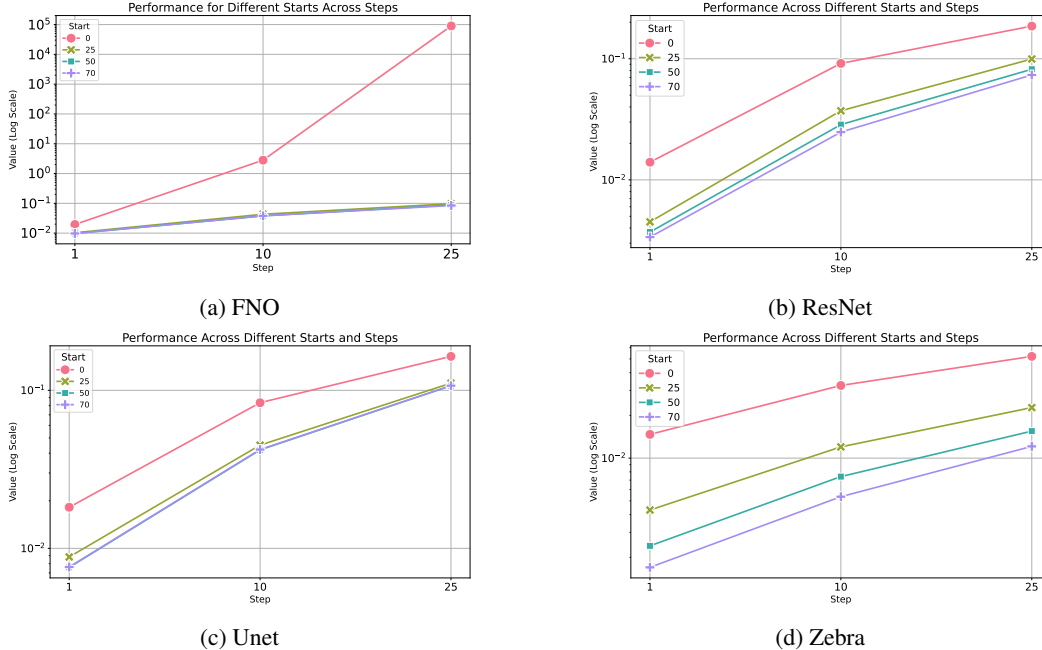 Performance for Different Starts Across Steps
Value (Log Scale)
10^5
10^4
10^3
10^2
10^1
10^0
10^-1
10^-2
Start
0
25
50
70
1
10
25
Step
(a) FNO
Performance Across Different Starts and Steps
Value (Log Scale)
10^-1
10^-2
Start
0
25
50
70
1
10
25
Step
(b) ResNet
Performance Across Different Starts and Steps
Value (Log Scale)
10^-1
10^-2
Start
0
25
50
70
1
10
25
Step
(c) Unet
Performance Across Different Starts and Steps
Value (Log Scale)
10^-2
Start
0
25
50
70
1
10
25
Step
(d) Zebra